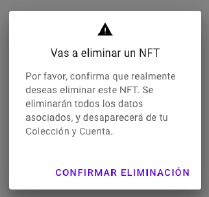 Vas a eliminar un NFT
Por favor, confirma que realmente
deseas eliminar este NFT. Se
eliminarán todos los datos
asociados, y desaparecerá de tu
Colección y Cuenta.
CONFIRMAR ELIMINACIÓN